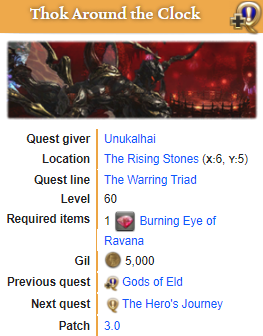 Thok Around the Clock
Quest giver Unukalhai
Location The Rising Stones (X:6, Y:5)
Quest line The Warring Triad
Level 60
Required items 1 Burning Eye of
Ravana
Gil 5,000
Previous quest Gods of Eld
Next quest The Hero's Journey
Patch 3.0